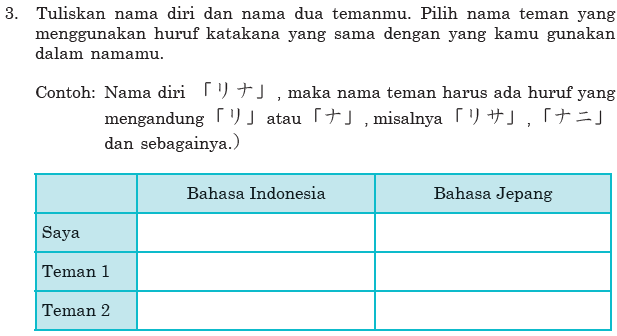 3. Tuliskan nama diri dan nama dua temanmu. Pilih nama teman yang
menggunakan huruf katakana yang sama dengan yang kamu gunakan
dalam namamu.
Contoh: Nama diri 「リナ」, maka nama teman harus ada huruf yang
mengandung「リ」atau「ナ」, misalnya「リサ」,「ナニ」
dan sebagainya.)
Bahasa Indonesia Bahasa Jepang
Saya
Teman 1
Teman 2